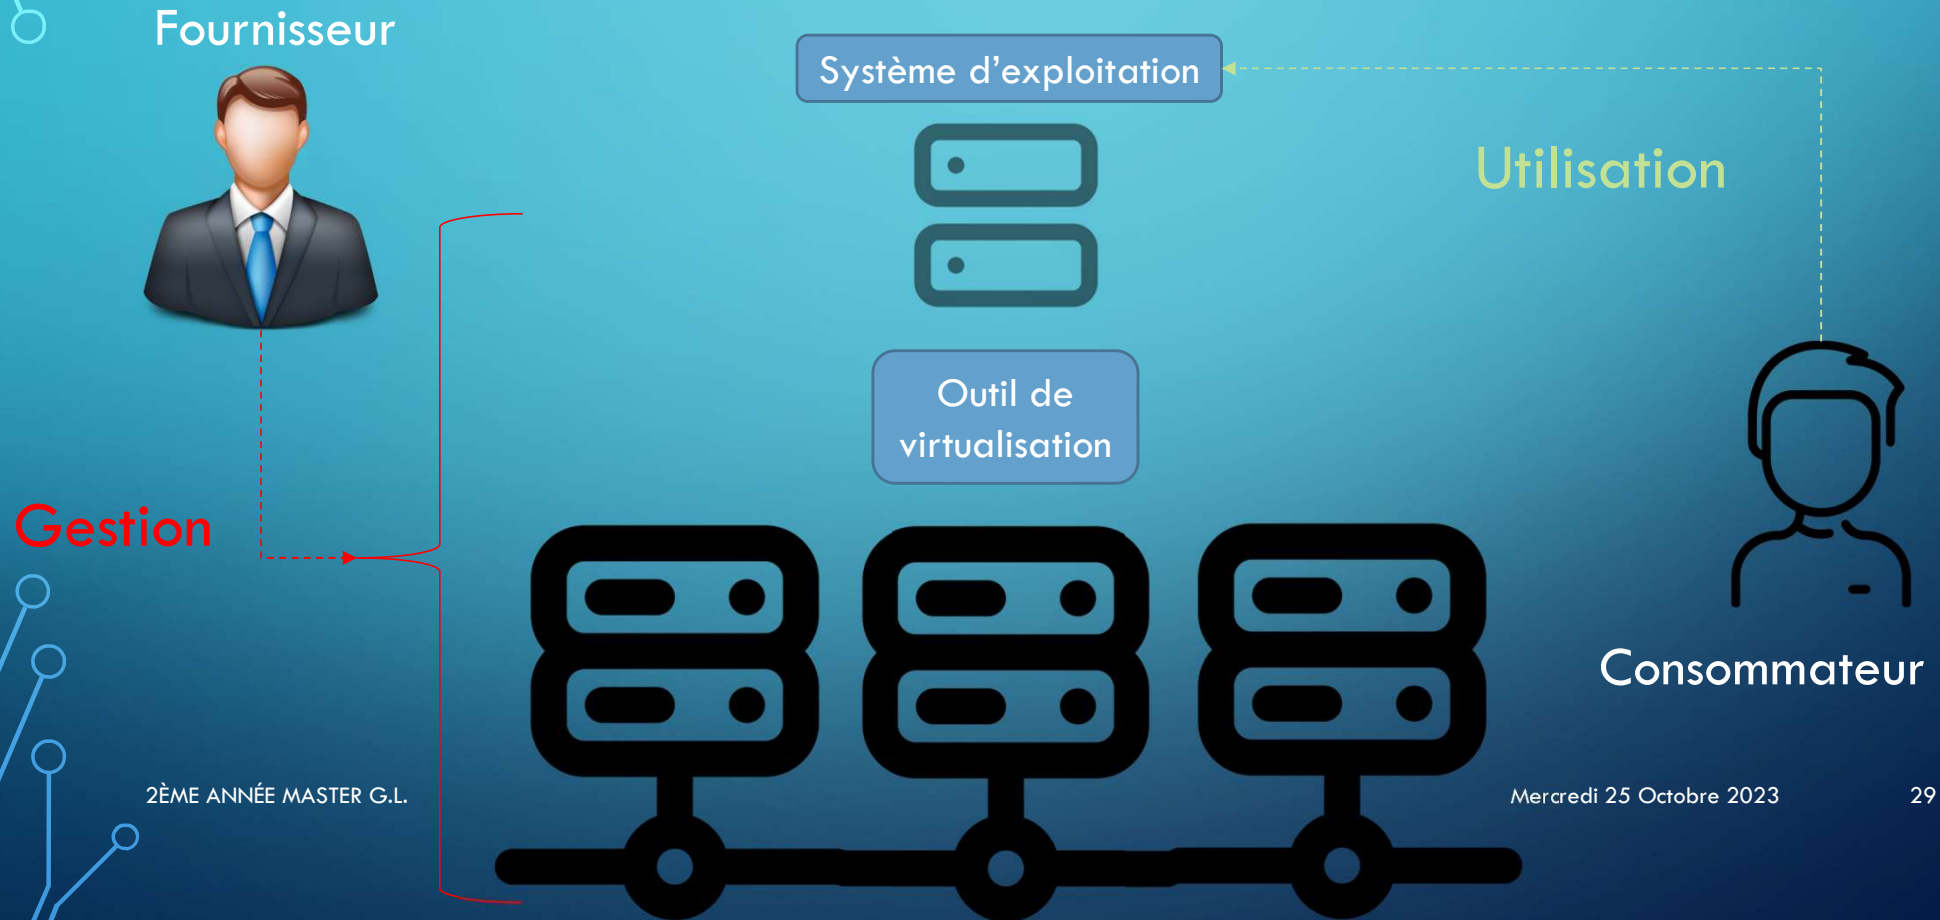 Fournisseur
Système d'exploitation
Utilisation
Outil de
virtualisation
Gestion
Consommateur
2ÈME ANNÉE MASTER G.L.
Mercredi 25 Octobre 2023
29